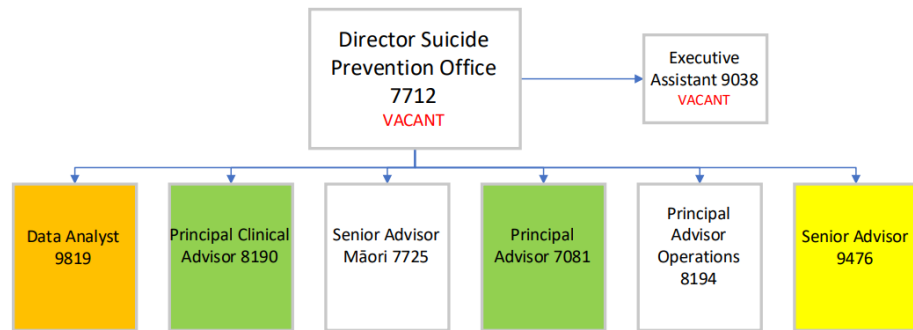 Director Suicide
Prevention Office
7712
VACANT
Executive
Assistant 9038
VACANT
Data Analyst
9819
Principal Clinical
Advisor 8190
Senior Advisor
Māori 7725
Principal
Advisor 7081
Principal
Advisor
Operations
8194
Senior Advisor
9476